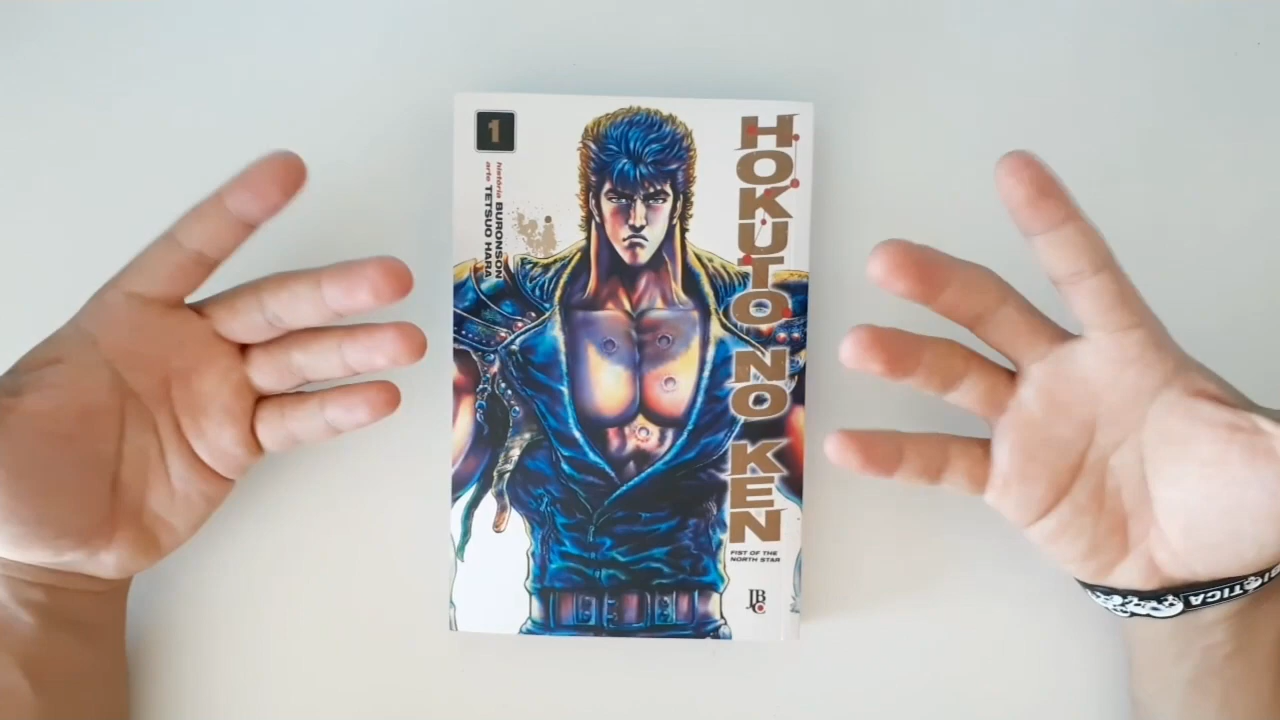 1
história BURONSON
arte TETSUO HARA
HOKUTO NO KEN
FIST OF THE
NORTH STAR
JBC